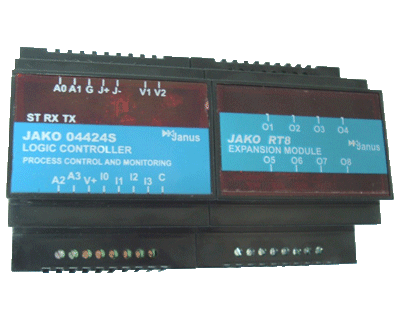 A0 A1 G J+ J- V1 V2
ST RX TX
JAKO 04424S
Janus
LOGIC CONTROLLER
PROCESS CONTROL AND MONITORING
A2 A3 V+ I0 I1 I2 I3 C
O1 O2 O3 O4
JAKO RT8
Janus
EXPANSION MODULE
O5 O6 O7 O8